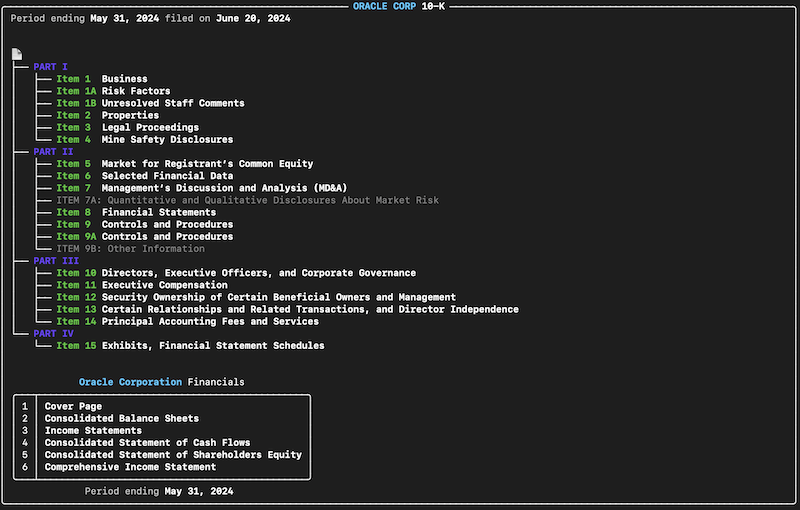 ORACLE CORP 10-K
Period ending May 31, 2024 filed on June 20, 2024
PART I
Item 1 Business
Item 1A Risk Factors
Item 1B Unresolved Staff Comments
Item 2 Properties
Item 3 Legal Proceedings
Item 4 Mine Safety Disclosures
PART II
Item 5 Market for Registrant's Common Equity
Item 6 Selected Financial Data
Item 7 Management's Discussion and Analysis (MD&A)
ITEM 7A: Quantitative and Qualitative Disclosures About Market Risk
Item 8 Financial Statements
Item 9 Controls and Procedures
Item 9A Controls and Procedures
ITEM 9B: Other Information
PART III
Item 10 Directors, Executive Officers, and Corporate Governance
Item 11 Executive Compensation
Item 12 Security Ownership of Certain Beneficial Owners and Management
Item 13 Certain Relationships and Related Transactions, and Director Independence
Item 14 Principal Accounting Fees and Services
PART IV
Item 15 Exhibits, Financial Statement Schedules
Oracle Corporation Financials
1 Cover Page
2 Consolidated Balance Sheets
3 Income Statements
4 Consolidated Statement of Cash Flows
5 Consolidated Statement of Shareholders Equity
6 Comprehensive Income Statement
Period ending May 31, 2024